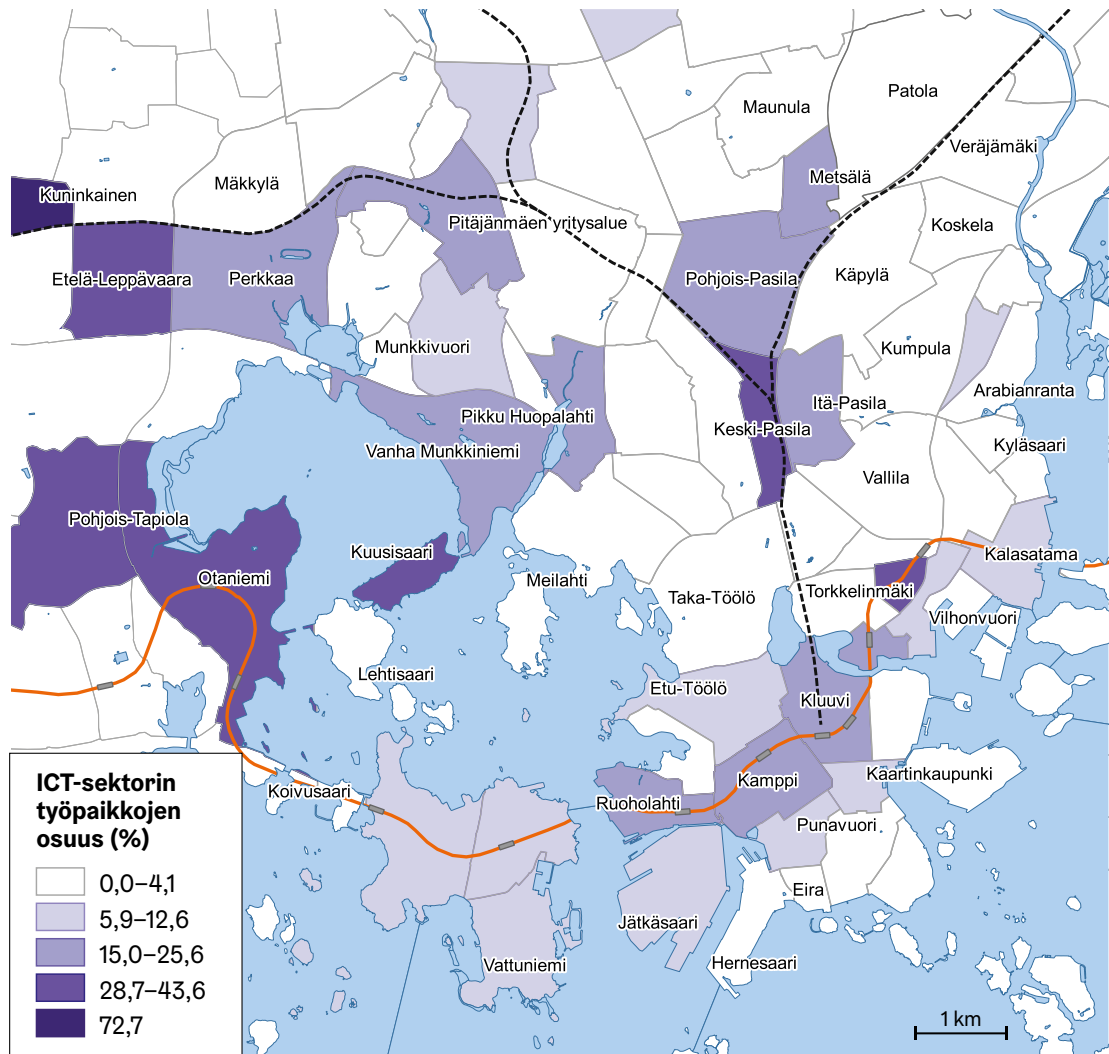 Patola
Maunula
Veräjämäki
Metsälä
Mäkkylä
Kuninkainen
Pitäjänmäen yritysalue
Koskela
Etelä-Leppävaara
Perkkaa
Pohjois-Pasila
Käpylä
Munkkivuori
Kumpula
Arabianranta
Itä-Pasila
Pikku Huopalahti
Keski-Pasila
Vanha Munkkiniemi
Kyläsaari
Vallila
Pohjois-Tapiola
Kuusisaari
Kalasatama
Otaniemi
Meilahti
Torkkelinmäki
Taka-Töölö
Vilhonvuori
Lehtisaari
Etu-Töölö
Kluuvi
Kaartinkaupunki
Kamppi
Koivusaari
Ruoholahti
Punavuori
Eira
Jätkäsaari
Vattuniemi
Hernesaari
ICT-sektorin
työpaikkojen
osuus (%)
0,0–4,1
5,9–12,6
15,0–25,6
28,7–43,6
72,7
1 km